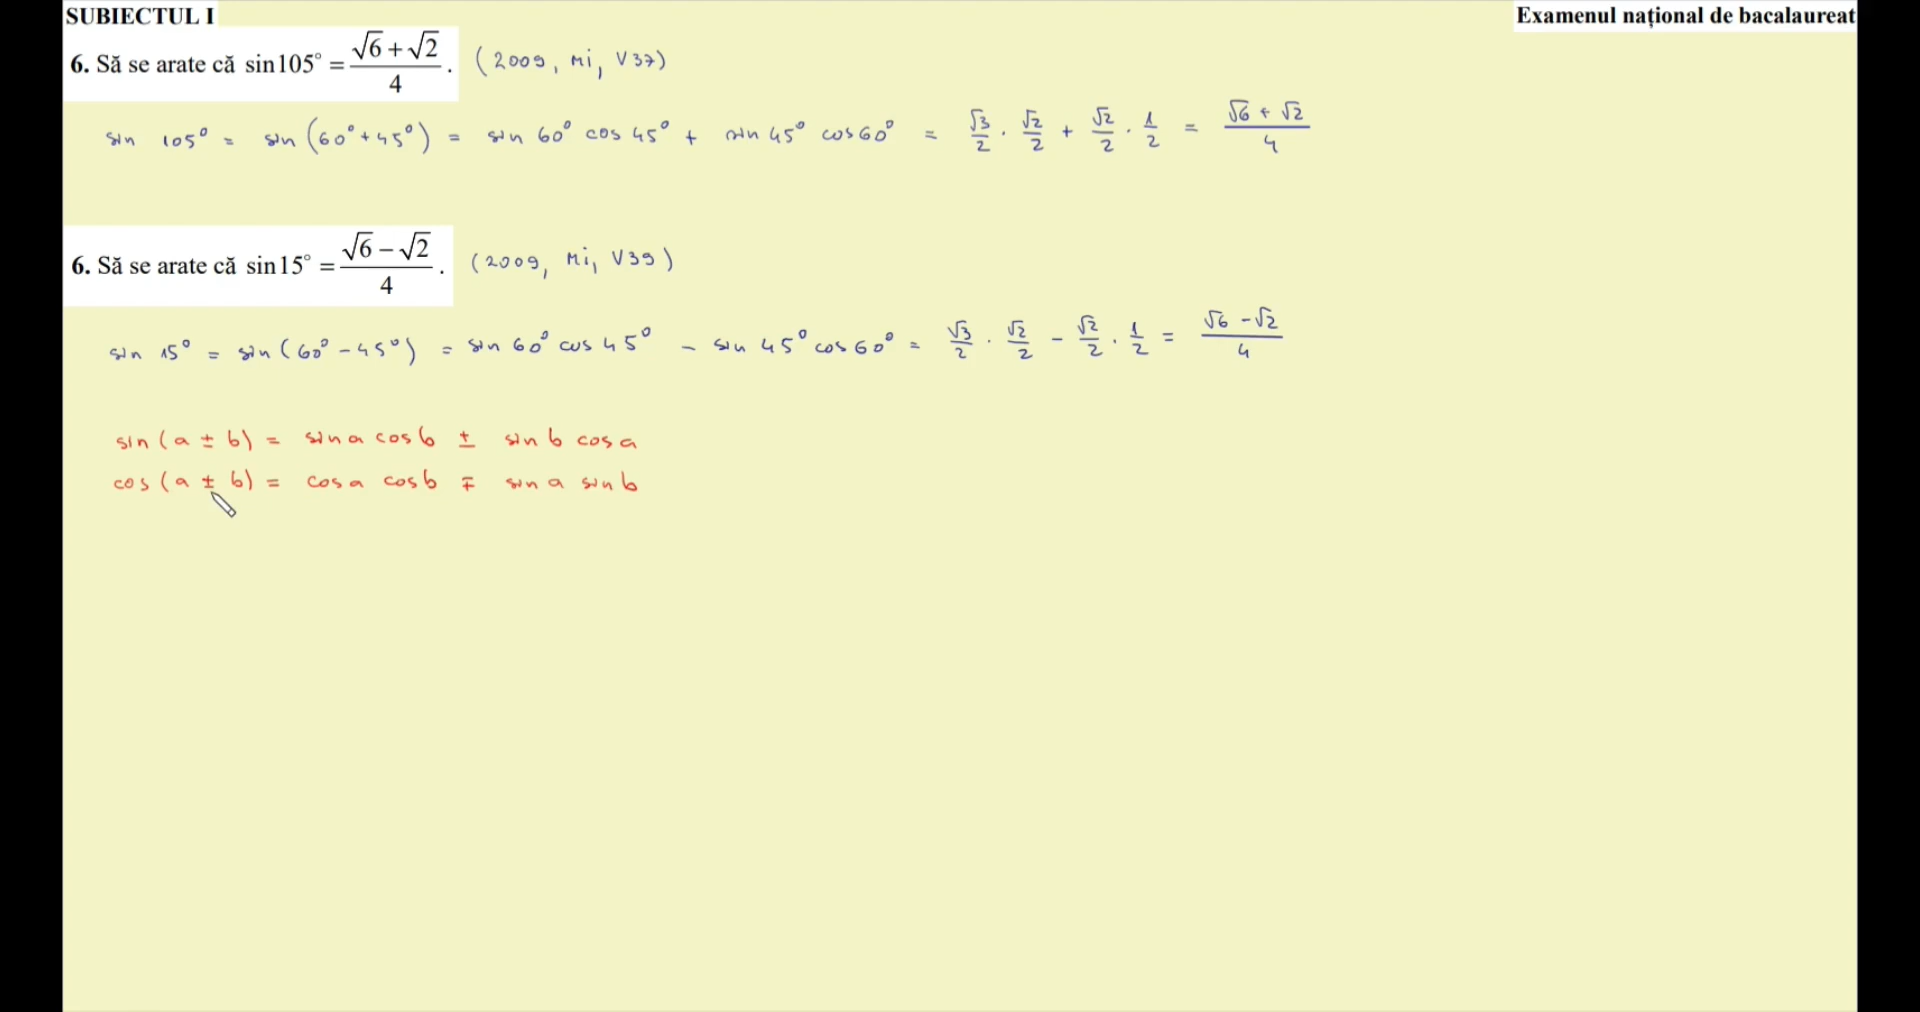 SUBIECTUL I
Examenul național de bacalaureat
6. Să se arate că sin105° = (√6+√2)/4 . (2009, M1, V37)
sin 105° = sin(60°+45°) = sin 60° cos 45° + sin 45° cos 60° = √3/2 · √2/2 + √2/2 · 1/2 = (√6 + √2)/4
6. Să se arate că sin15° = (√6−√2)/4 . (2009, M1, V39)
sin 15° = sin(60° − 45°) = sin 60° cos 45° − sin 45° cos 60° = √3/2 · √2/2 − √2/2 · 1/2 = (√6 − √2)/4
sin(a ± b) = sin a cos b ± sin b cos a
cos(a ± b) = cos a cos b ∓ sin a sin b